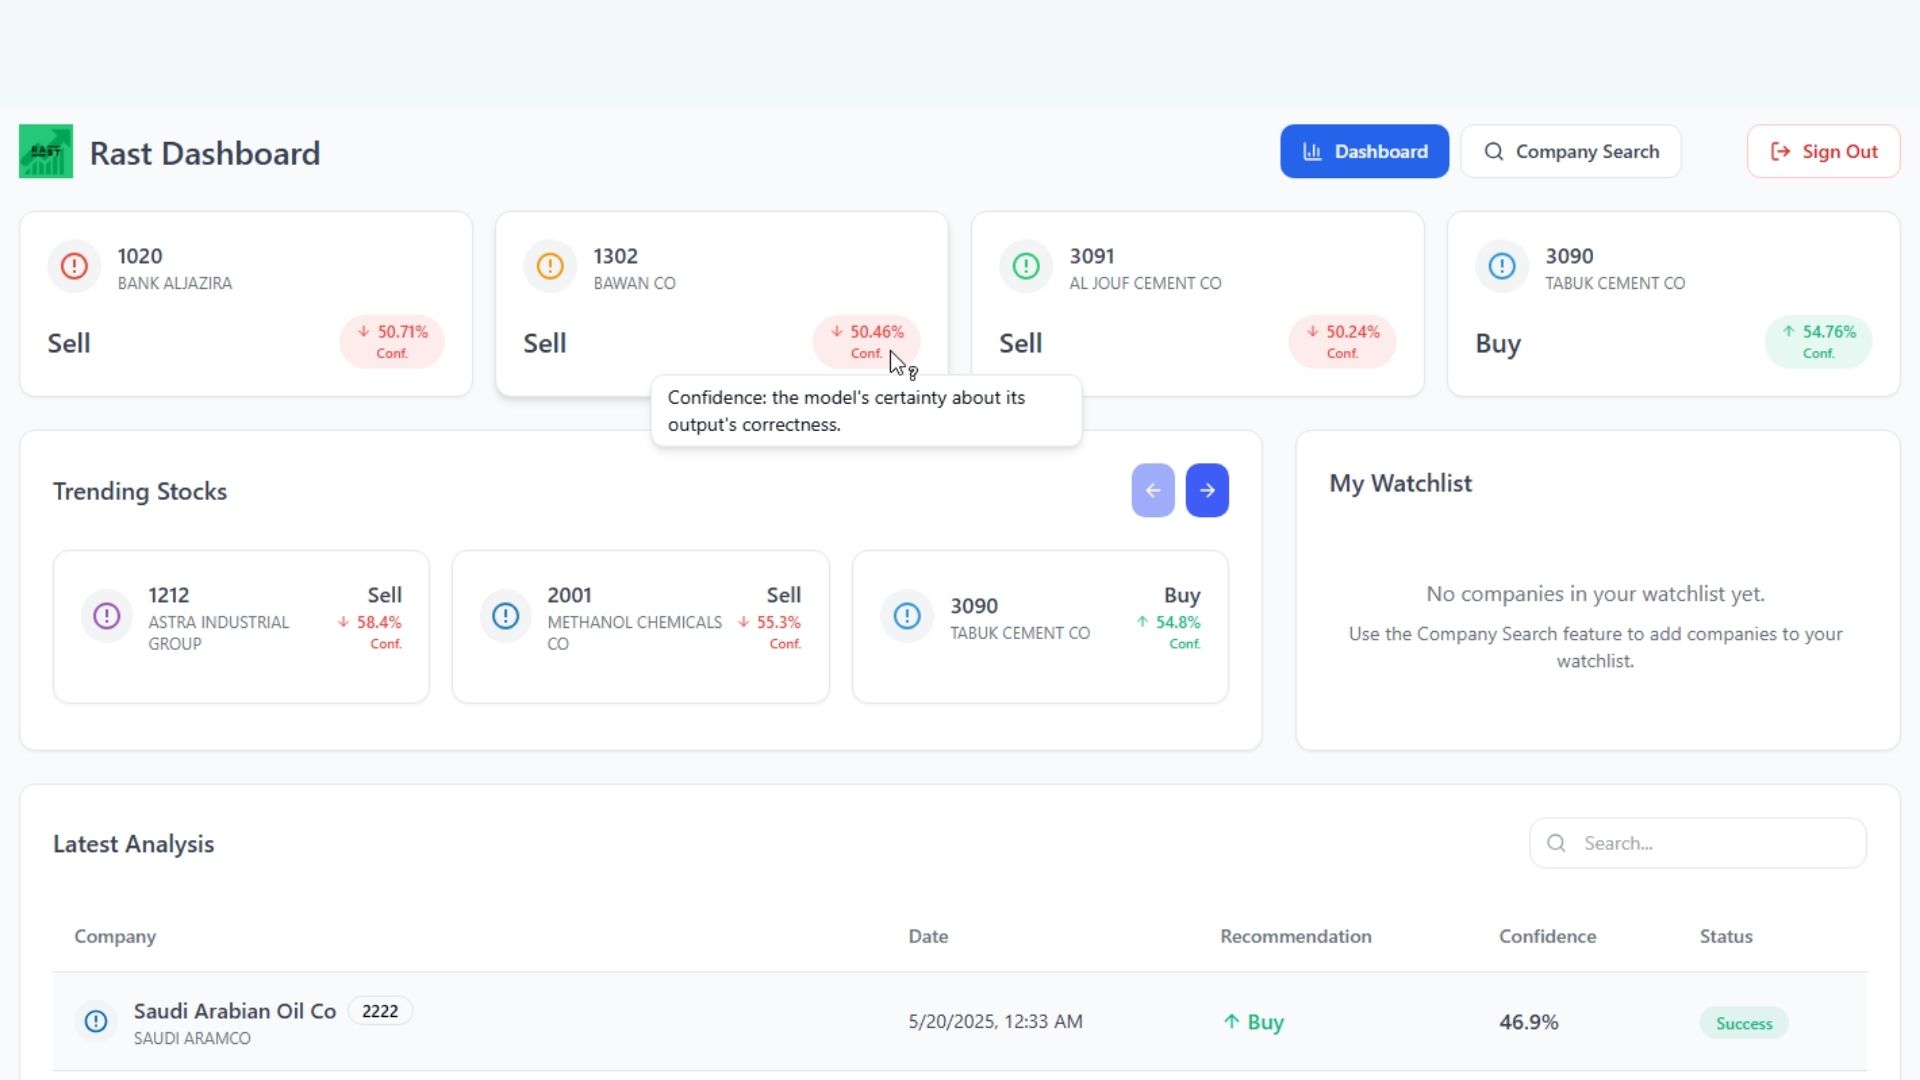 RAST
Rast Dashboard
Dashboard
Company Search
Sign Out
1020
BANK ALJAZIRA
Sell
50.71%
Conf.
1302
BAWAN CO
Sell
50.46%
Conf.
3091
AL JOUF CEMENT CO
Sell
50.24%
Conf.
3090
TABUK CEMENT CO
Buy
54.76%
Conf.
Confidence: the model's certainty about its
output's correctness.
Trending Stocks
1212
ASTRA INDUSTRIAL
GROUP
Sell
58.4%
Conf.
2001
METHANOL CHEMICALS
CO
Sell
55.3%
Conf.
3090
TABUK CEMENT CO
Buy
54.8%
Conf.
My Watchlist
No companies in your watchlist yet.
Use the Company Search feature to add companies to your
watchlist.
Latest Analysis
Search...
Company Date Recommendation Confidence Status
Saudi Arabian Oil Co 2222
SAUDI ARAMCO
5/20/2025, 12:33 AM
Buy
46.9%
Success